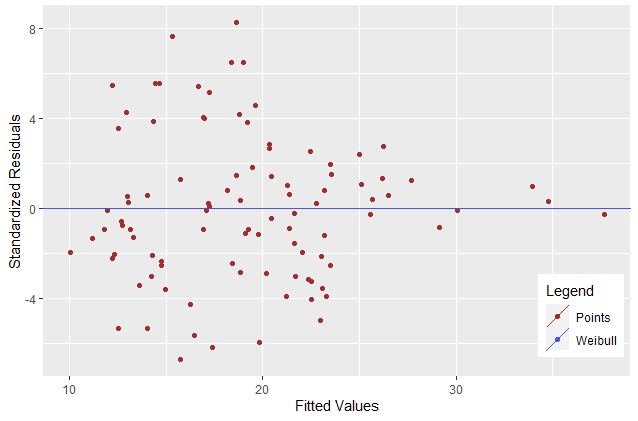 8
4
0
-4
Standardized Residuals
10
20
30
Fitted Values
Legend
Points
Weibull